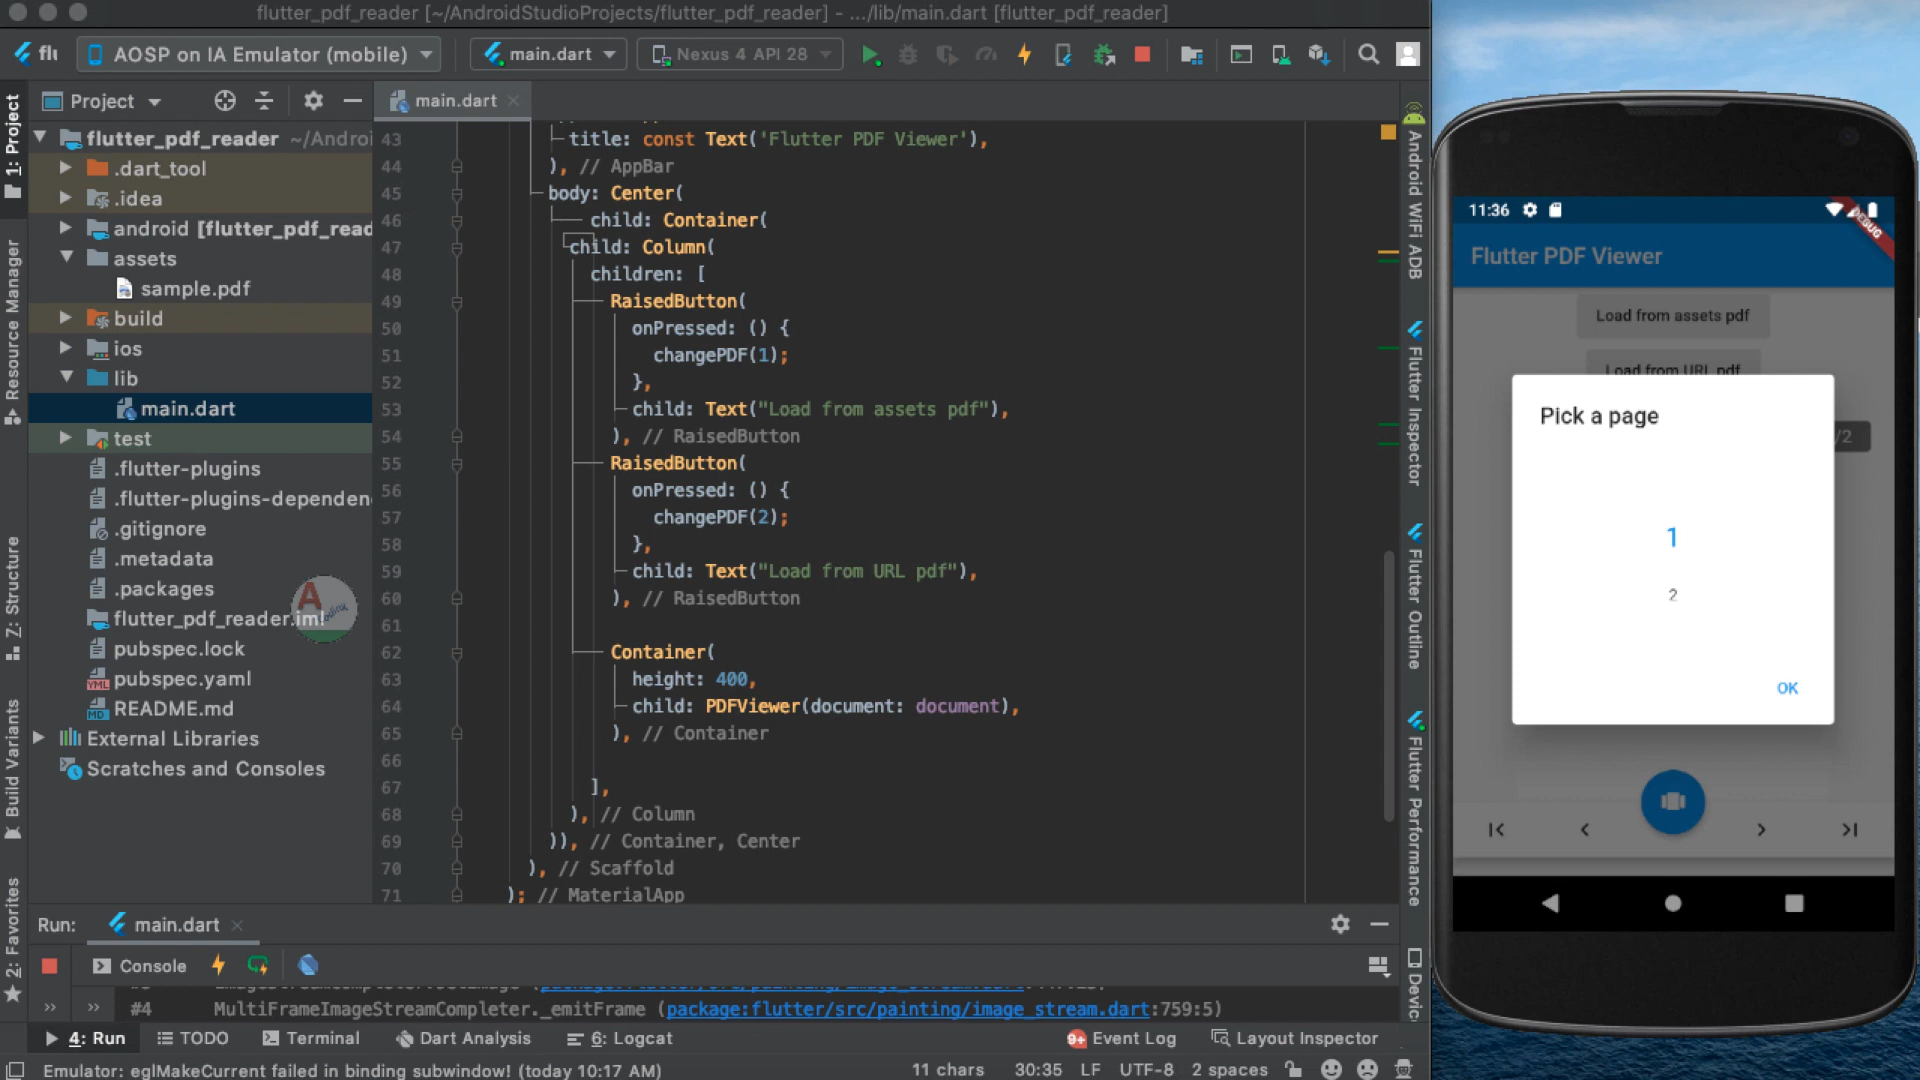 flutter_pdf_reader [~/AndroidStudioProjects/flutter_pdf_reader] - .../lib/main.dart [flutter_pdf_reader]
flu
AOSP on IA Emulator (mobile)
main.dart
Nexus 4 API 28
Project
main.dart
1: Project
Resource Manager
Z: Structure
Build Variants
2: Favorites
flutter_pdf_reader ~/Androi
.dart_tool
.idea
android [flutter_pdf_read
assets
sample.pdf
build
ios
lib
main.dart
test
.flutter-plugins
.flutter-plugins-dependen
.gitignore
.metadata
.packages
flutter_pdf_reader.iml
pubspec.lock
pubspec.yaml
README.md
External Libraries
Scratches and Consoles
43 title: const Text('Flutter PDF Viewer'),
44 ), // AppBar
45 body: Center(
46 child: Container(
47 child: Column(
48 children: [
49 RaisedButton(
50 onPressed: () {
51 changePDF(1);
52 },
53 child: Text("Load from assets pdf"),
54 ), // RaisedButton
55 RaisedButton(
56 onPressed: () {
57 changePDF(2);
58 },
59 child: Text("Load from URL pdf"),
60 ), // RaisedButton
61
62 Container(
63 height: 400,
64 child: PDFViewer(document: document),
65 ), // Container
66
67 ],
68 ), // Column
69 )), // Container, Center
70 ), // Scaffold
71 ); // MaterialApp
Android WiFi ADB
Flutter Inspector
Flutter Outline
Flutter Performance
Devic
11:36
DEBUG
Flutter PDF Viewer
Load from assets pdf
Load from URL pdf
/2
Pick a page
1
2
OK
Run: main.dart
Console
#4 MultiFrameImageStreamCompleter._emitFrame (package:flutter/src/painting/image_stream.dart:759:5)
4: Run
TODO
Terminal
Dart Analysis
6: Logcat
9+ Event Log
Layout Inspector
Emulator: eglMakeCurrent failed in binding subwindow! (today 10:17 AM)
11 chars 30:35 LF UTF-8 2 spaces